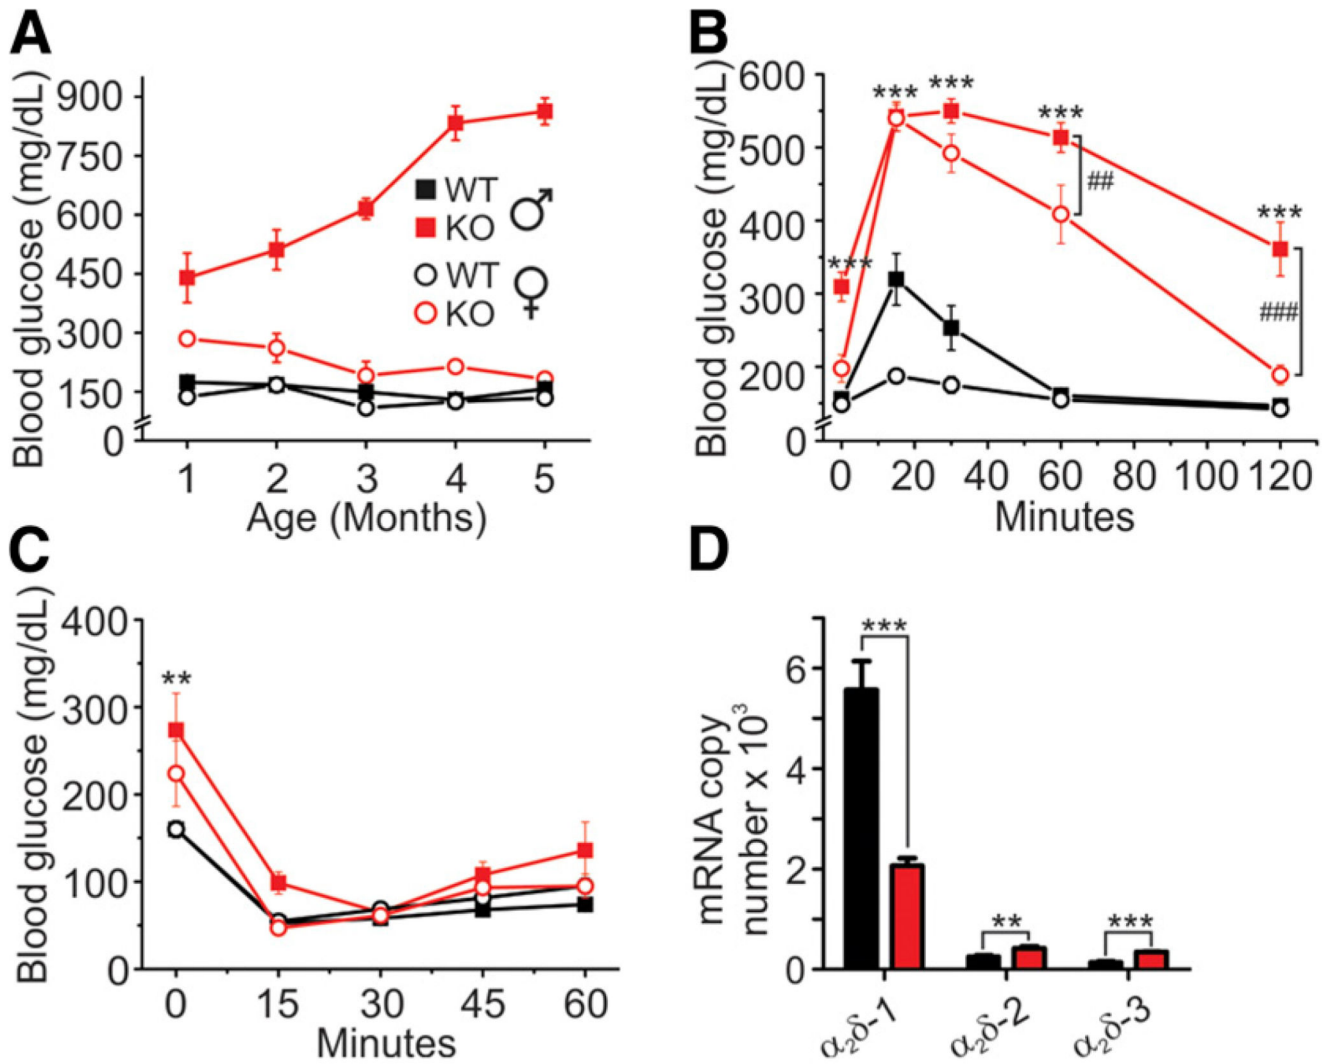 A
Blood glucose (mg/dL)
900
750
600
450
300
150
0
1 2 3 4 5
Age (Months)
WT
KO
♂
WT
KO
♀
B
Blood glucose (mg/dL)
600
500
400
300
200
0
*** *** *** *** ***
##
###
0 20 40 60 80 100 120
Minutes
C
Blood glucose (mg/dL)
400
300
200
100
0
**
0 15 30 45 60
Minutes
D
mRNA copy
number x 10³
6
4
2
0
*** ** ***
α₂δ-1 α₂δ-2 α₂δ-3